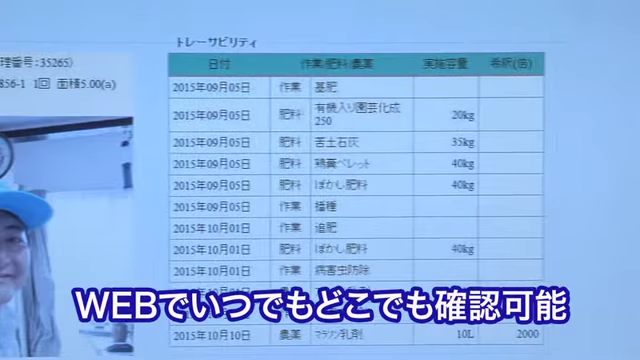 トレーサビリティ
理番号:35265)
856-1 1回 面積5.00(a)
日付 作業/肥料/農薬 実施容量 希釈(倍)
2015年09月05日 作業 基肥
2015年09月05日 肥料 有機入り園芸化成250 20kg
2015年09月05日 肥料 苦土石灰 35kg
2015年09月05日 肥料 鶏糞ペレット 40kg
2015年09月05日 肥料 ぼかし肥料 40kg
2015年09月05日 作業 播種
2015年10月01日 作業 追肥
2015年10月01日 肥料 ぼかし肥料 40kg
2015年10月01日 作業 病害虫防除
WEBでいつでもどこでも確認可能
2015年10月10日 農薬 マラソン乳剤 10L 2000